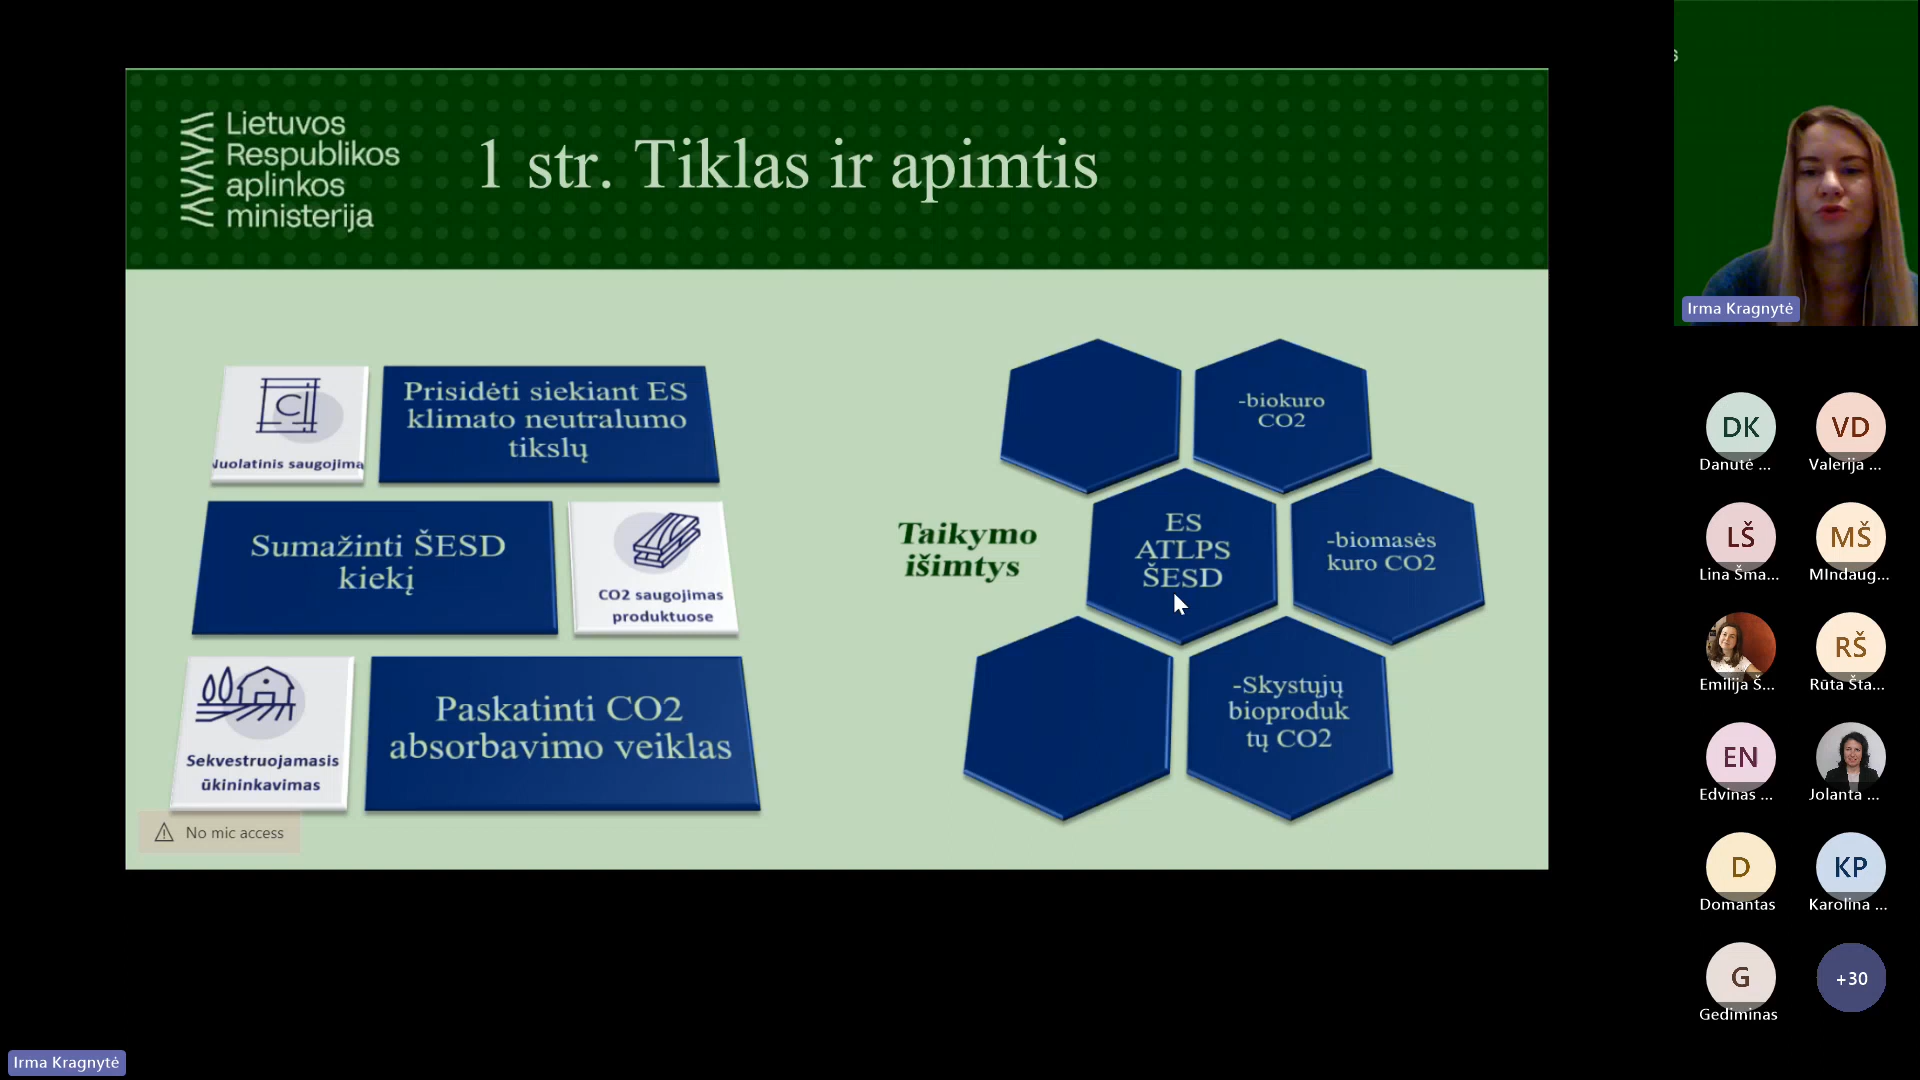 Lietuvos
Respublikos
aplinkos
ministerija
1 str. Tiklas ir apimtis
Nuolatinis saugojima
Prisidėti siekiant ES
klimato neutralumo
tikslų
Sumažinti ŠESD
kiekį
CO2 saugojimas
produktuose
Sekvestruojamasis
ūkininkavimas
Paskatinti CO2
absorbavimo veiklas
No mic access
Taikymo
išimtys
-biokuro
CO2
ES
ATLPS
ŠESD
-biomasės
kuro CO2
-Skystųjų
bioproduk
tų CO2
s
Irma Kragnytė
DK
Danutė ...
VD
Valerija ...
LŠ
Lina Šma...
MŠ
MIndaug...
Emilija Š...
RŠ
Rūta Šta...
EN
Edvinas ...
Jolanta ...
D
Domantas
KP
Karolina ...
G
Gediminas
+30
Irma Kragnytė